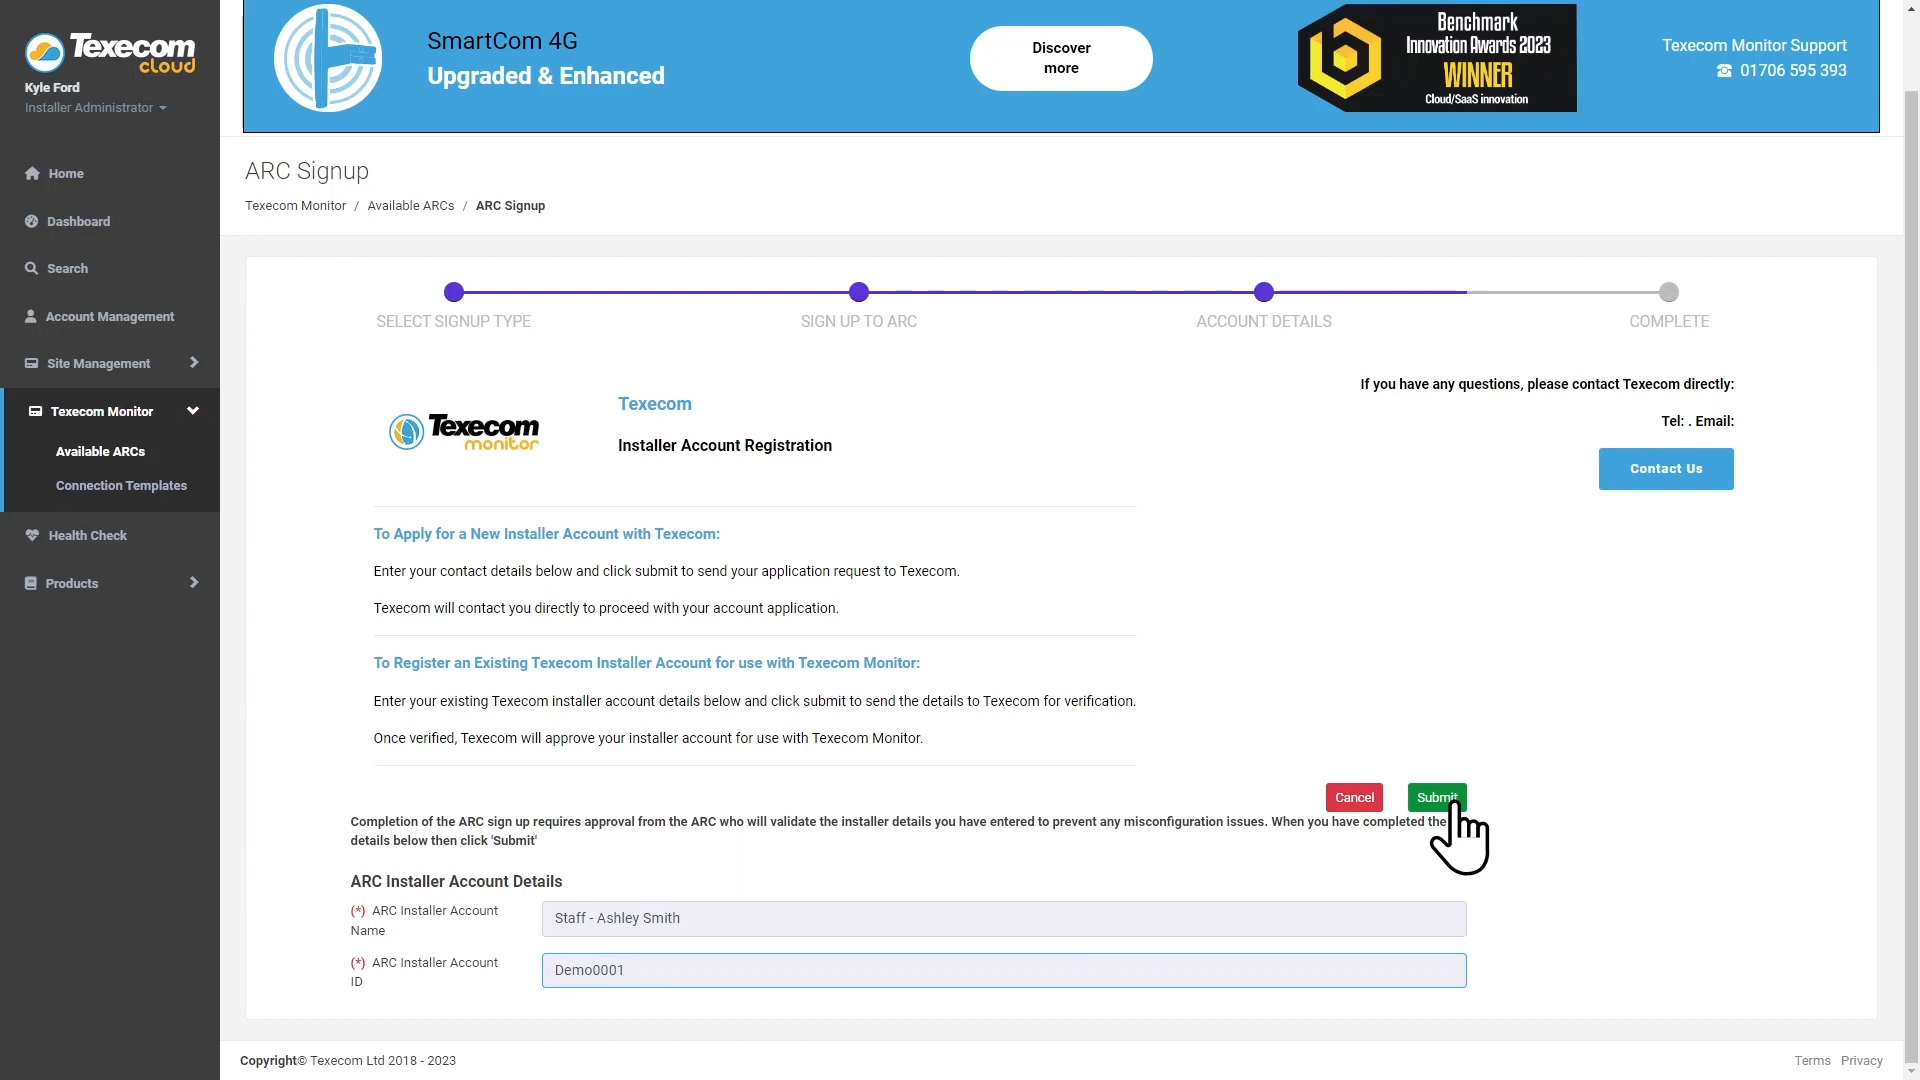 Texecom
cloud
Kyle Ford
Installer Administrator
Home
Dashboard
Search
Account Management
Site Management
Texecom Monitor
Available ARCs
Connection Templates
Health Check
Products
SmartCom 4G
Upgraded & Enhanced
Discover
more
Benchmark
Innovation Awards 2023
WINNER
Cloud/SaaS innovation
Texecom Monitor Support
01706 595 393
ARC Signup
Texecom Monitor / Available ARCs / ARC Signup
SELECT SIGNUP TYPE
SIGN UP TO ARC
ACCOUNT DETAILS
COMPLETE
Texecom
monitor
Texecom
Installer Account Registration
If you have any questions, please contact Texecom directly:
Tel: . Email:
Contact Us
To Apply for a New Installer Account with Texecom:
Enter your contact details below and click submit to send your application request to Texecom.
Texecom will contact you directly to proceed with your account application.
To Register an Existing Texecom Installer Account for use with Texecom Monitor:
Enter your existing Texecom installer account details below and click submit to send the details to Texecom for verification.
Once verified, Texecom will approve your installer account for use with Texecom Monitor.
Cancel
Submit
Completion of the ARC sign up requires approval from the ARC who will validate the installer details you have entered to prevent any misconfiguration issues. When you have completed the
details below then click 'Submit'
ARC Installer Account Details
(*) ARC Installer Account
Name
Staff - Ashley Smith
(*) ARC Installer Account
ID
Demo0001
Copyright© Texecom Ltd 2018 - 2023
Terms Privacy